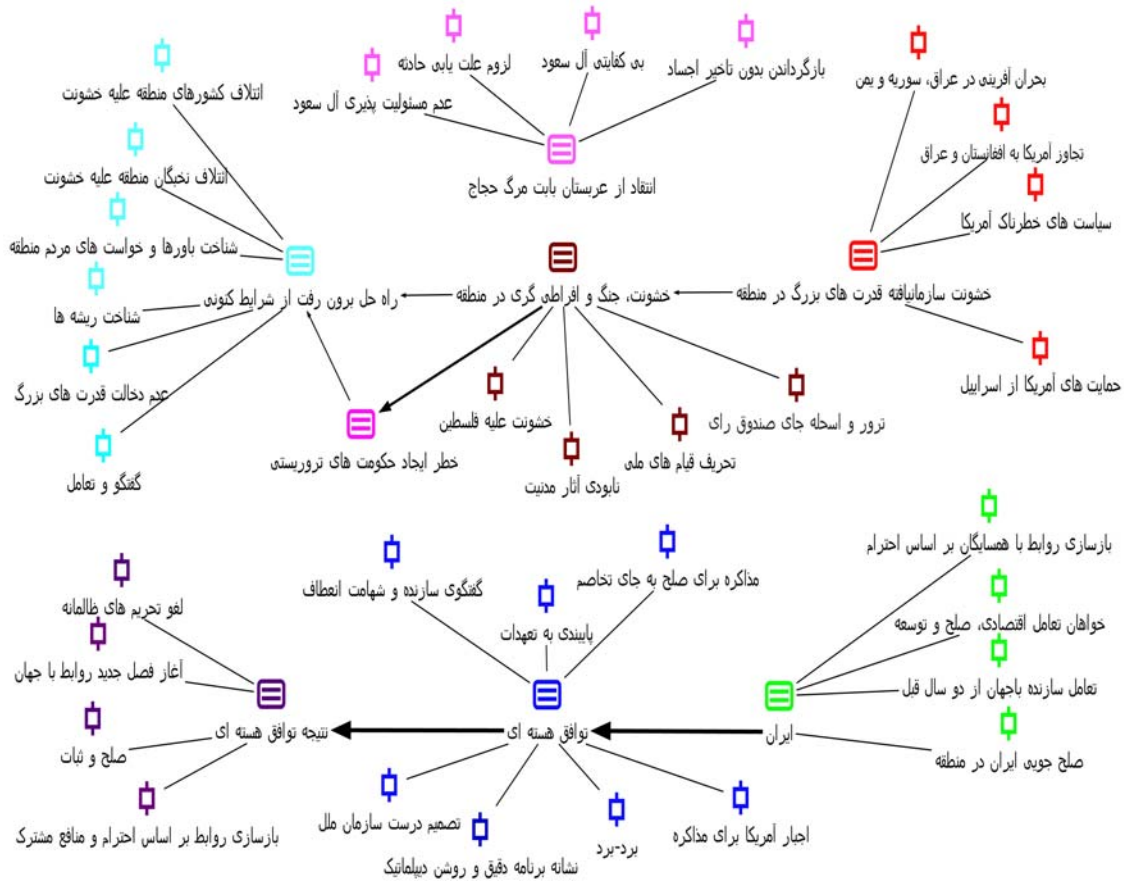 بازگرداندن بدون تاخیر اجساد
بی کفایتی آل سعود
لزوم علت یابی حادثه
عدم مسئولیت پذیری آل سعود
انتقاد از عربستان بابت مرگ حجاج
بحران آفرینی در عراق، سوریه و یمن
تجاوز آمریکا به افغانستان و عراق
سیاست های خطرناک آمریکا
خشونت سازمانیافته قدرت های بزرگ در منطقه
حمایت های آمریکا از اسراییل
خشونت، جنگ و افراطی گری در منطقه
ترور و اسحله جای صندوق رای
تحریف قیام های ملی
نابودی آثار مدنیت
خشونت علیه فلسطین
خطر ایجاد حکومت های تروریستی
ائتلاف کشورهای منطقه علیه خشونت
ائتلاف نخبگان منطقه علیه خشونت
شناخت باورها و خواست های مردم منطقه
راه حل برون رفت از شرایط کنونی
شناخت ریشه ها
عدم دخالت قدرت های بزرگ
گفتگو و تعامل
بازسازی روابط با همسایگان بر اساس احترام
خواهان تعامل اقتصادی، صلح و توسعه
تعامل سازنده باجهان از دو سال قبل
ایران
صلح جویی ایران در منطقه
مذاکره برای صلح به جای تخاصم
پایبندی به تعهدات
گفتگوی سازنده و شهامت انعطاف
توافق هسته ای
اجبار آمریکا برای مذاکره
برد-برد
نشانه برنامه دقیق و روشن دیپلماتیک
تصمیم درست سازمان ملل
لغو تحریم های ظالمانه
آغاز فصل جدید روابط با جهان
نتیجه توافق هسته ای
صلح و ثبات
بازسازی روابط بر اساس احترام و منافع مشترک